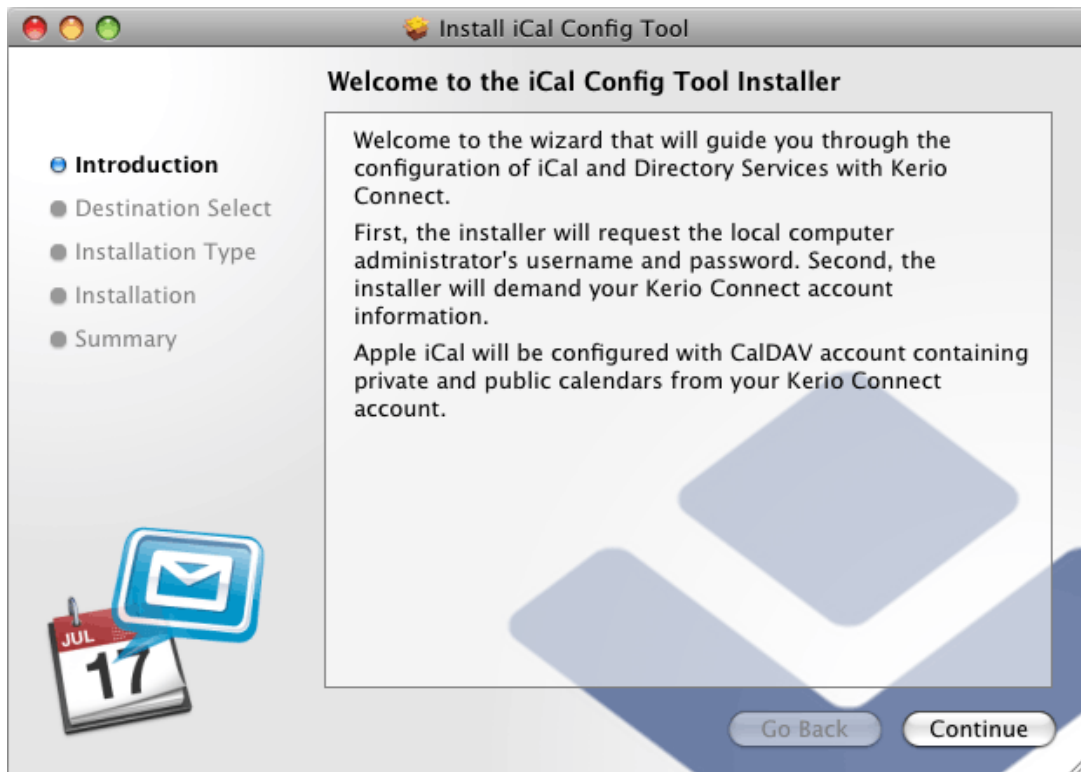 Install iCal Config Tool
Welcome to the iCal Config Tool Installer
Introduction
Destination Select
Installation Type
Installation
Summary
Welcome to the wizard that will guide you through the
configuration of iCal and Directory Services with Kerio
Connect.
First, the installer will request the local computer
administrator's username and password. Second, the
installer will demand your Kerio Connect account
information.
Apple iCal will be configured with CalDAV account containing
private and public calendars from your Kerio Connect
account.
JUL
17
Go Back
Continue